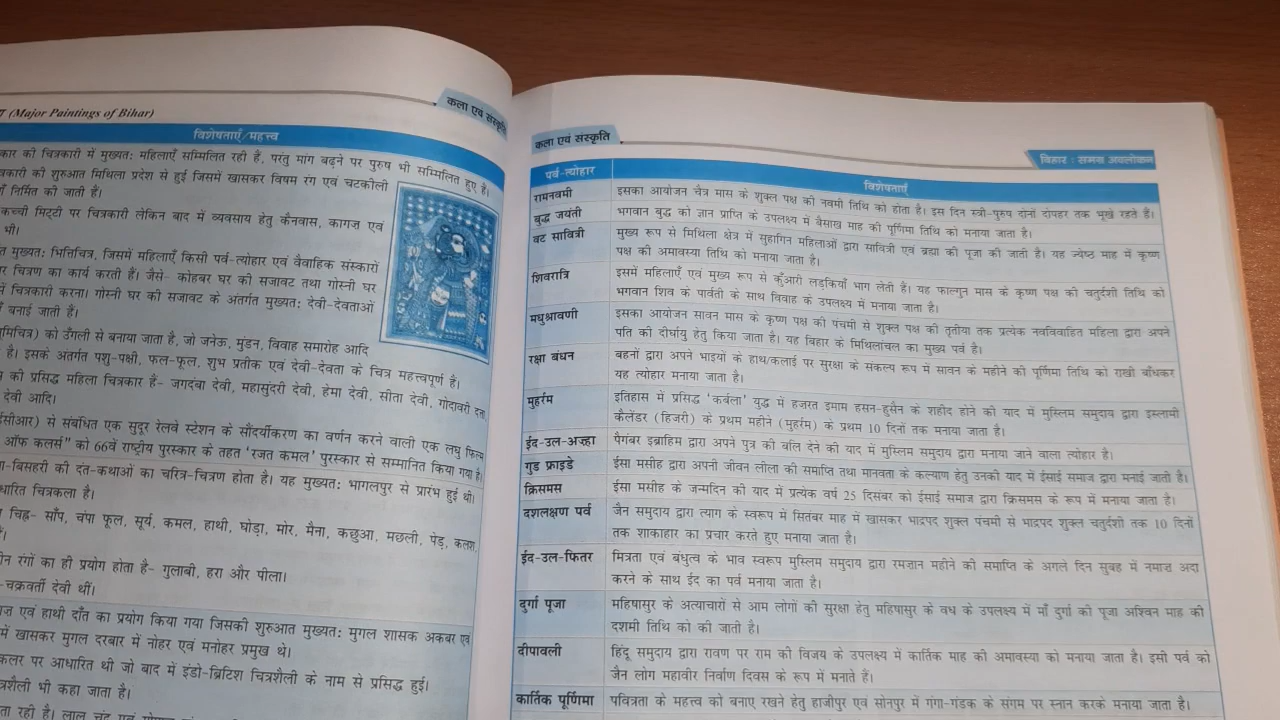 (Major Paintings of Bihar)
कला एवं संस्कृति
विशेषताएँ/महत्त्व
कार की चित्रकारी में मुख्यतः महिलाएँ सम्मिलित रही हैं, परंतु मांग बढ़ने पर पुरुष भी सम्मिलित हुए हैं।
की शुरुआत मिथिला प्रदेश से हुई जिसमें खासकर विषम रंग एवं चटकीली
निर्मित की जाती हैं।
कच्ची मिट्टी पर चित्रकारी लेकिन बाद में व्यवसाय हेतु कैनवास, कागज एवं
भी।
मुख्यतः भित्तिचित्र, जिसमें महिलाएँ किसी पर्व-त्योहार एवं वैवाहिक संस्कारों
चित्रण का कार्य करती हैं। जैसे- कोहबर घर की सजावट तथा गोस्नी घर
में चित्रकारी करना। गोस्नी घर की सजावट के अंतर्गत मुख्यतः देवी-देवताओं
बनाई जाती हैं।
को उँगली से बनाया जाता है, जो जनेऊ, मुंडन, विवाह समारोह आदि
है। इसके अंतर्गत पशु-पक्षी, फल-फूल, शुभ प्रतीक एवं देवी-देवता के चित्र महत्त्वपूर्ण हैं।
की प्रसिद्ध महिला चित्रकार हैं- जगदंबा देवी, महासुंदरी देवी, हेमा देवी, सीता देवी, गोदावरी दत्ता,
देवी आदि।
से संबंधित एक सुदूर रेलवे स्टेशन के सौंदर्यीकरण का वर्णन करने वाली एक लघु फिल्म
ऑफ कलर्स” को 66वें राष्ट्रीय पुरस्कार के तहत ‘रजत कमल’ पुरस्कार से सम्मानित किया गया है।
बिसहरी की दंत-कथाओं का चरित्र-चित्रण होता है। यह मुख्यतः भागलपुर से प्रारंभ हुई थी।
चित्रकला है।
चिह्न- साँप, चंपा फूल, सूर्य, कमल, हाथी, घोड़ा, मोर, मैना, कछुआ, मछली, पेड़, कलश,
रंगों का ही प्रयोग होता है- गुलाबी, हरा और पीला।
चक्रवर्ती देवी थीं।
एवं हाथी दाँत का प्रयोग किया गया जिसकी शुरुआत मुख्यतः मुगल शासक अकबर एवं
में खासकर मुगल दरबार में नोहर एवं मनोहर प्रमुख थे।
पर आधारित थी जो बाद में इंडो-ब्रिटिश चित्रशैली के नाम से प्रसिद्ध हुई।
भी कहा जाता है।
रही है।
कला एवं संस्कृति
बिहार : समग्र अवलोकन
पर्व-त्योहार विशेषताएँ
रामनवमी इसका आयोजन चैत्र मास के शुक्ल पक्ष की नवमी तिथि को होता है। इस दिन स्त्री-पुरुष दोनों दोपहर तक भूखे रहते हैं।
बुद्ध जयंती भगवान बुद्ध को ज्ञान प्राप्ति के उपलक्ष्य में बैसाख माह की पूर्णिमा तिथि को मनाया जाता है।
वट सावित्री मुख्य रूप से मिथिला क्षेत्र में सुहागिन महिलाओं द्वारा सावित्री एवं ब्रह्मा की पूजा की जाती है। यह ज्येष्ठ माह में कृष्ण
पक्ष की अमावस्या तिथि को मनाया जाता है।
शिवरात्रि इसमें महिलाएँ एवं मुख्य रूप से कुँआरी लड़कियाँ भाग लेती हैं। यह फाल्गुन मास के कृष्ण पक्ष की चतुर्दशी तिथि को
भगवान शिव के पार्वती के साथ विवाह के उपलक्ष्य में मनाया जाता है।
मधुश्रावणी इसका आयोजन सावन मास के कृष्ण पक्ष की पंचमी से शुक्ल पक्ष की तृतीया तक प्रत्येक नवविवाहित महिला द्वारा अपने
पति की दीर्घायु हेतु किया जाता है। यह बिहार के मिथिलांचल का मुख्य पर्व है।
रक्षा बंधन बहनों द्वारा अपने भाइयों के हाथ/कलाई पर सुरक्षा के संकल्प रूप में सावन के महीने की पूर्णिमा तिथि को राखी बाँधकर
यह त्योहार मनाया जाता है।
मुहर्रम इतिहास में प्रसिद्ध ‘कर्बला’ युद्ध में हजरत इमाम हसन-हुसैन के शहीद होने की याद में मुस्लिम समुदाय द्वारा इस्लामी
कैलेंडर (हिजरी) के प्रथम महीने (मुहर्रम) के प्रथम 10 दिनों तक मनाया जाता है।
ईद-उल-अज़्हा पैगंबर इब्राहिम द्वारा अपने पुत्र की बलि देने की याद में मुस्लिम समुदाय द्वारा मनाया जाने वाला त्योहार है।
गुड फ्राइडे ईसा मसीह द्वारा अपनी जीवन लीला की समाप्ति तथा मानवता के कल्याण हेतु उनकी याद में ईसाई समाज द्वारा मनाई जाती है।
क्रिसमस ईसा मसीह के जन्मदिन की याद में प्रत्येक वर्ष 25 दिसंबर को ईसाई समाज द्वारा क्रिसमस के रूप में मनाया जाता है।
दशलक्षण पर्व जैन समुदाय द्वारा त्याग के स्वरूप में सितंबर माह में खासकर भाद्रपद शुक्ल पंचमी से भाद्रपद शुक्ल चतुर्दशी तक 10 दिनों
तक शाकाहार का प्रचार करते हुए मनाया जाता है।
ईद-उल-फितर मित्रता एवं बंधुत्व के भाव स्वरूप मुस्लिम समुदाय द्वारा रमज़ान महीने की समाप्ति के अगले दिन सुबह में नमाज़ अदा
करने के साथ ईद का पर्व मनाया जाता है।
दुर्गा पूजा महिषासुर के अत्याचारों से आम लोगों की सुरक्षा हेतु महिषासुर के वध के उपलक्ष्य में माँ दुर्गा की पूजा अश्विन माह की
दशमी तिथि को की जाती है।
दीपावली हिंदू समुदाय द्वारा रावण पर राम की विजय के उपलक्ष्य में कार्तिक माह की अमावस्या को मनाया जाता है। इसी पर्व को
जैन लोग महावीर निर्वाण दिवस के रूप में मनाते हैं।
कार्तिक पूर्णिमा पवित्रता के महत्त्व को बनाए रखने हेतु हाजीपुर एवं सोनपुर में गंगा-गंडक के संगम पर स्नान करके मनाया जाता है।